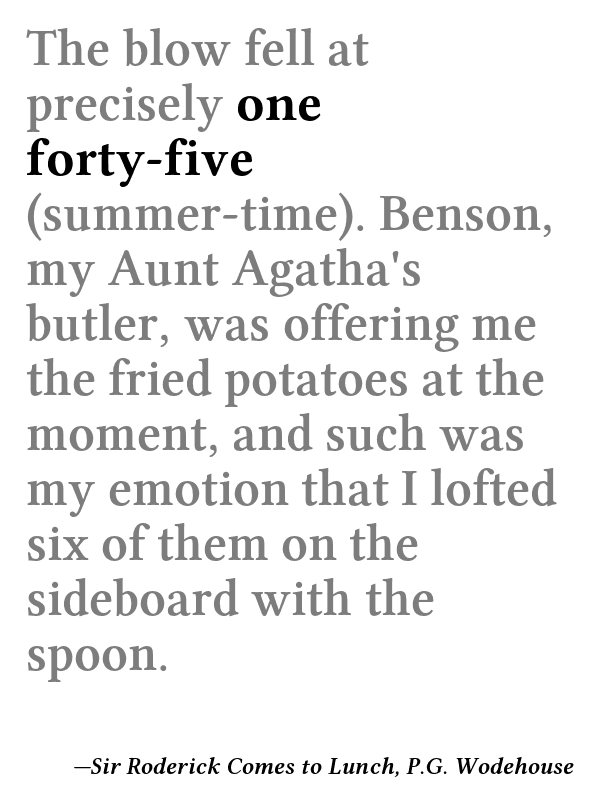 The blow fell at
precisely one
forty-five
(summer-time). Benson,
my Aunt Agatha's
butler, was offering me
the fried potatoes at the
moment, and such was
my emotion that I lofted
six of them on the
sideboard with the
spoon.
—Sir Roderick Comes to Lunch, P.G. Wodehouse